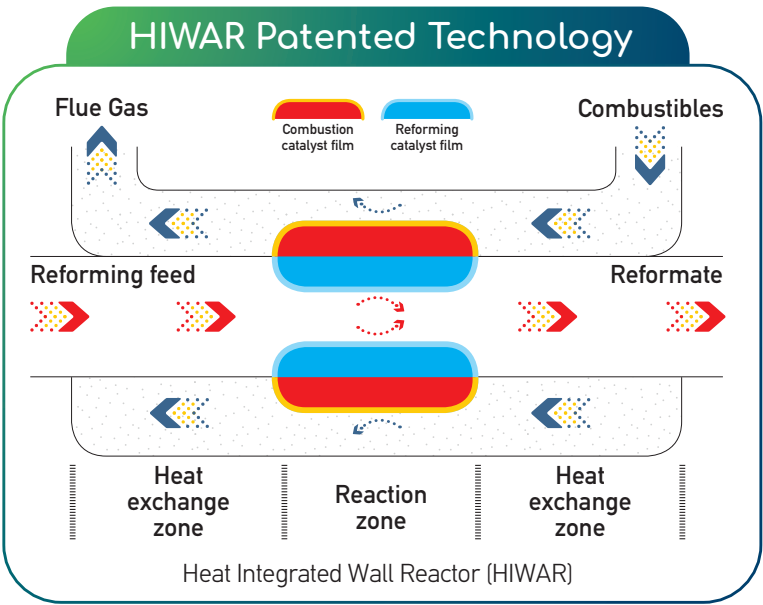 HIWAR Patented Technology
Flue Gas
Combustibles
Combustion
catalyst film
Reforming
catalyst film
Reforming feed
Reformate
Heat
exchange
zone
Reaction
zone
Heat
exchange
zone
Heat Integrated Wall Reactor (HIWAR)